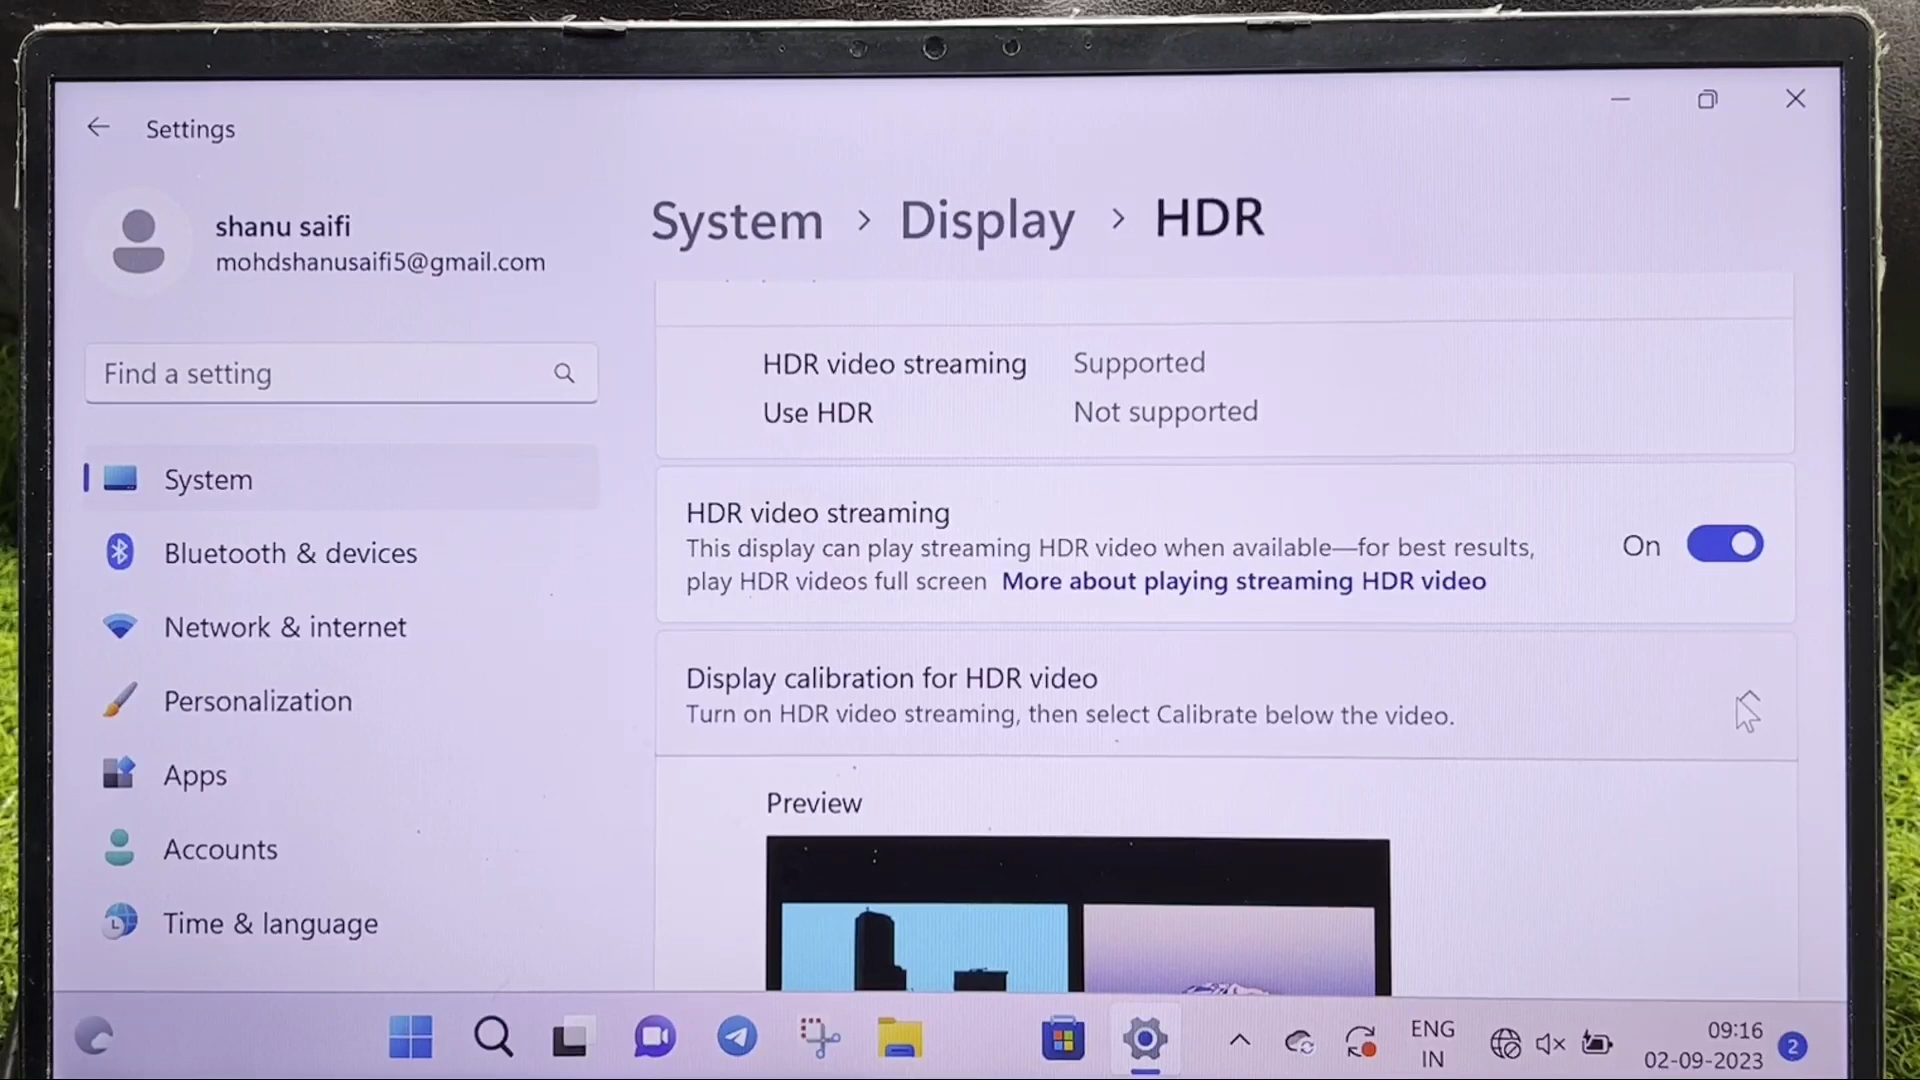 Settings
shanu saifi
mohdshanusaifi5@gmail.com
Find a setting
System
Bluetooth & devices
Network & internet
Personalization
Apps
Accounts
Time & language
System > Display > HDR
HDR video streaming Supported
Use HDR Not supported
HDR video streaming
This display can play streaming HDR video when available—for best results,
play HDR videos full screen More about playing streaming HDR video
On
Display calibration for HDR video
Turn on HDR video streaming, then select Calibrate below the video.
Preview
ENG
IN
09:16
02-09-2023
2